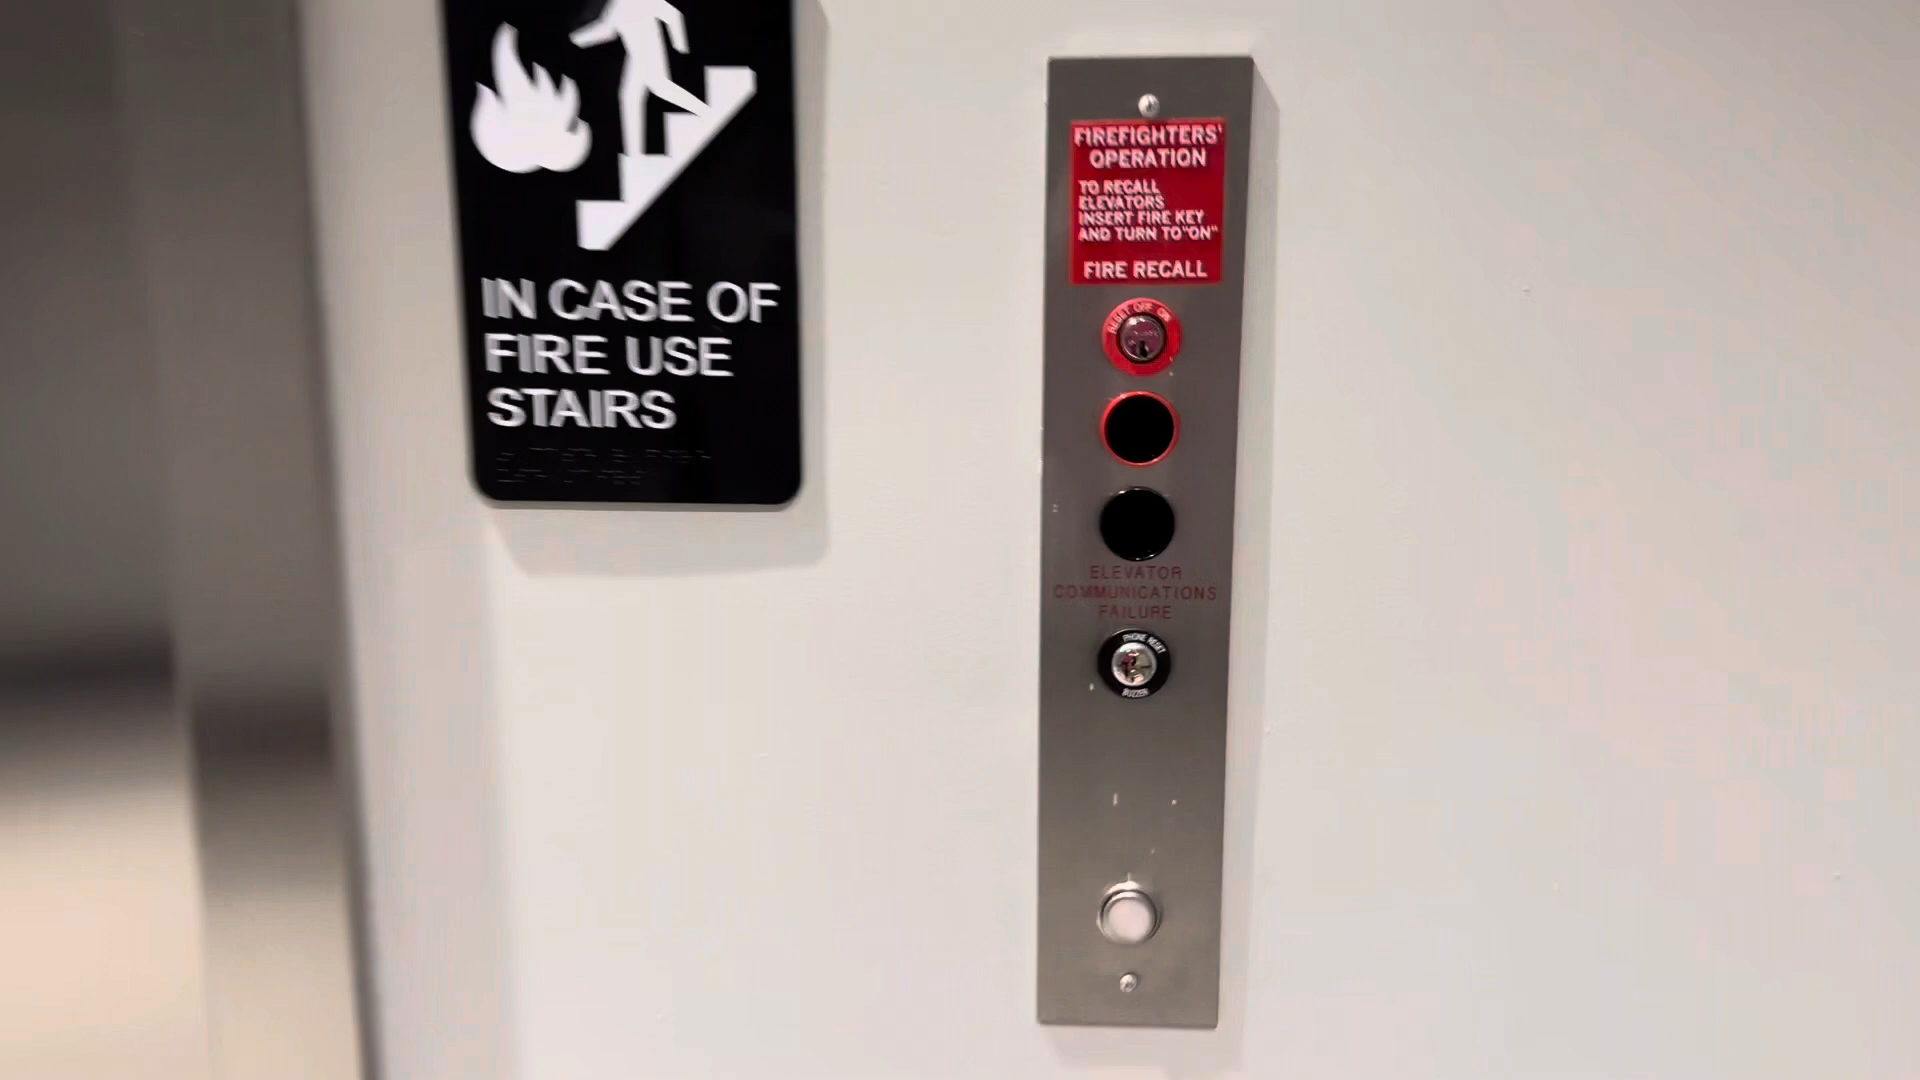 IN CASE OF
FIRE USE
STAIRS
FIREFIGHTERS'
OPERATION
TO RECALL
ELEVATORS
INSERT FIRE KEY
AND TURN TO "ON"
FIRE RECALL
RESET OFF ON
ELEVATOR
COMMUNICATIONS
FAILURE
PHONE RESET
BUZZER